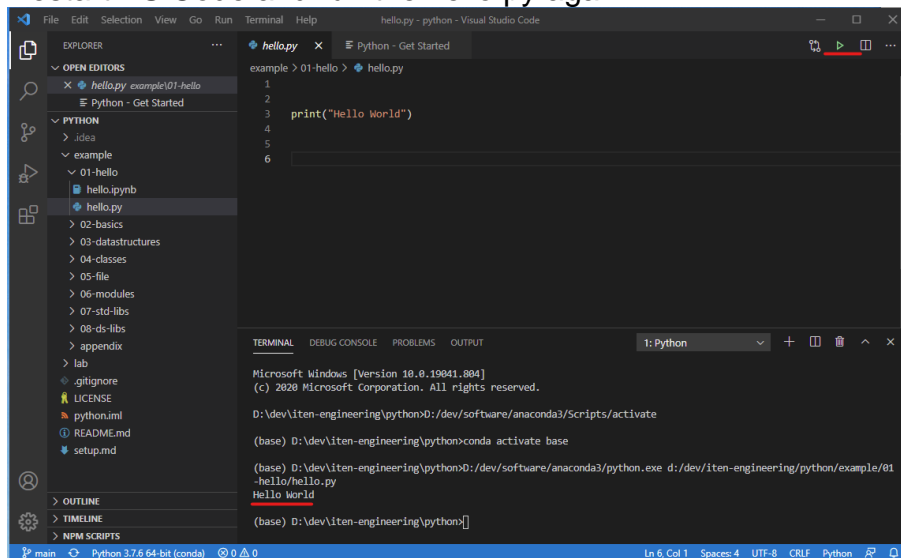 File Edit Selection View Go Run Terminal Help hello.py - python - Visual Studio Code
EXPLORER
OPEN EDITORS
hello.py example\01-hello
Python - Get Started
PYTHON
.idea
example
01-hello
hello.ipynb
hello.py
02-basics
03-datastructures
04-classes
05-file
06-modules
07-std-libs
08-ds-libs
appendix
lab
.gitignore
LICENSE
python.iml
README.md
setup.md
OUTLINE
TIMELINE
NPM SCRIPTS
hello.py Python - Get Started
example > 01-hello > hello.py
1
2
3 print("Hello World")
4
5
6
TERMINAL DEBUG CONSOLE PROBLEMS OUTPUT 1: Python
Microsoft Windows [Version 10.0.19041.804]
(c) 2020 Microsoft Corporation. All rights reserved.
D:\dev\iten-engineering\python>D:/dev/software/anaconda3/Scripts/activate
(base) D:\dev\iten-engineering\python>conda activate base
(base) D:\dev\iten-engineering\python>D:/dev/software/anaconda3/python.exe d:/dev/iten-engineering/python/example/01
-hello/hello.py
Hello World
(base) D:\dev\iten-engineering\python>
main Python 3.7.6 64-bit (conda) 0 0 Ln 6, Col 1 Spaces: 4 UTF-8 CRLF Python